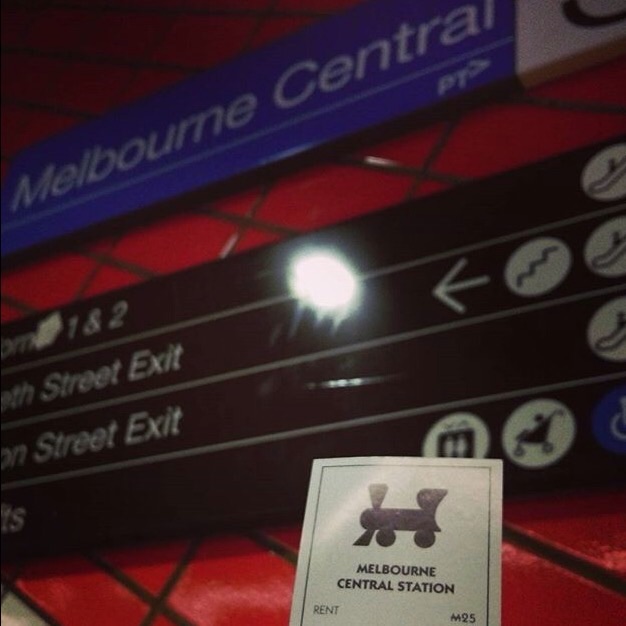 Melbourne Central
PT>
1 & 2
Street Exit
Street Exit
MELBOURNE
CENTRAL STATION
RENT M25